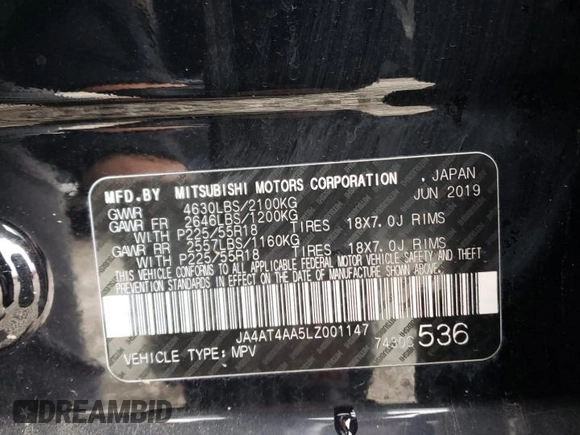 MFD.BY MITSUBISHI MOTORS CORPORATION , JAPAN
GVWR 4630LBS/2100KG JUN 2019
GAWR FR 2646LBS/1200KG
WITH P225/55R18 TIRES 18X7.0J RIMS
GAWR RR 2557LBS/1160KG
WITH P225/55R18 TIRES 18X7.0J RIMS
THIS VEHICLE CONFORMS TO ALL APPLICABLE FEDERAL MOTOR VEHICLE SAFETY AND THEFT
PREVENTION STANDARDS IN EFFECT ON THE DATE OF MANUFACTURE SHOWN ABOVE.
JA4AT4AA5LZ001147
536
VEHICLE TYPE: MPV
DREAMBID